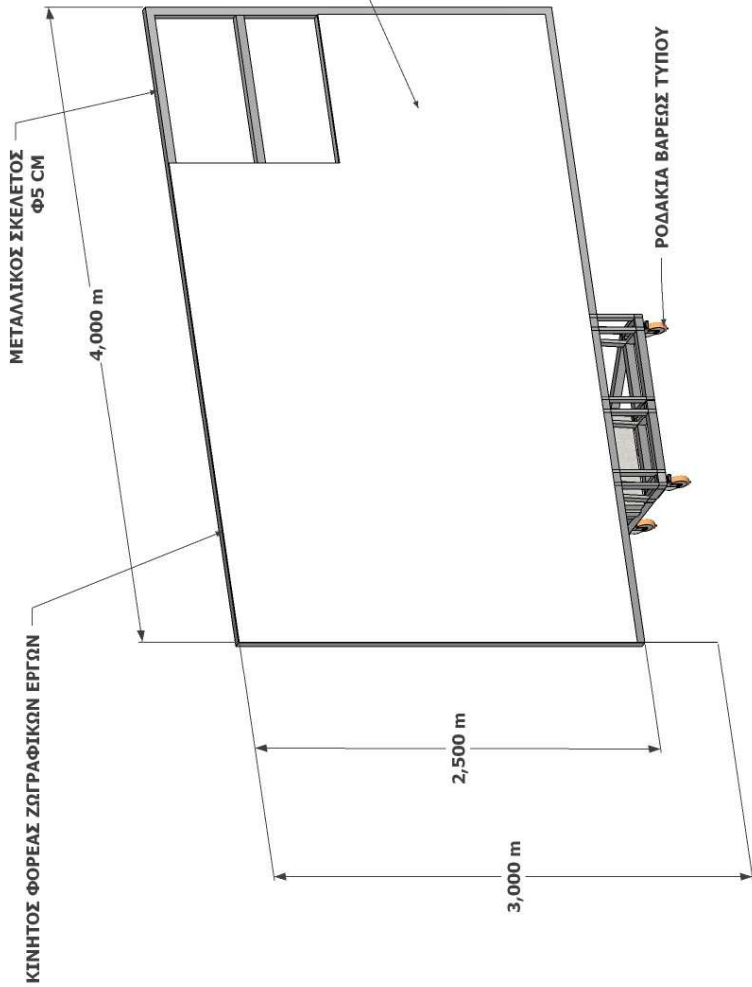 ΜΕΤΑΛΛΙΚΟΣ ΣΚΕΛΕΤΟΣ
Φ5 CM
4,000 m
ΚΙΝΗΤΟΣ ΦΟΡΕΑΣ ΖΩΓΡΑΦΙΚΩΝ ΕΡΓΩΝ
2,500 m
3,000 m
ΡΟΔΑΚΙΑ ΒΑΡΕΩΣ ΤΥΠΟΥ